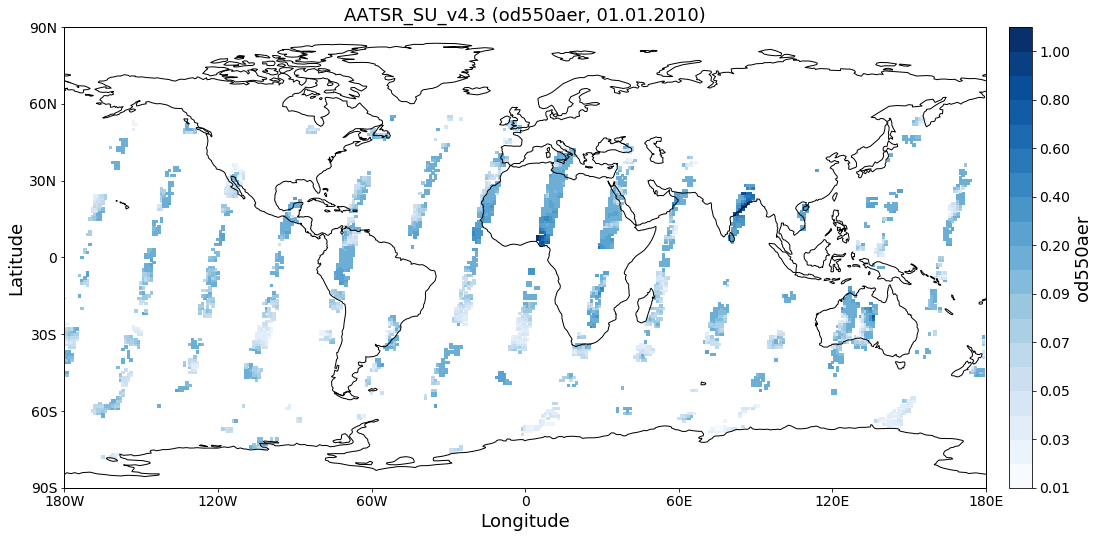 AATSR_SU_v4.3 (od550aer, 01.01.2010)
90N
60N
30N
0
30S
60S
90S
Latitude
180W
120W
60W
0
60E
120E
180E
Longitude
1.00
0.80
0.60
0.40
0.20
0.09
0.07
0.05
0.03
0.01
od550aer